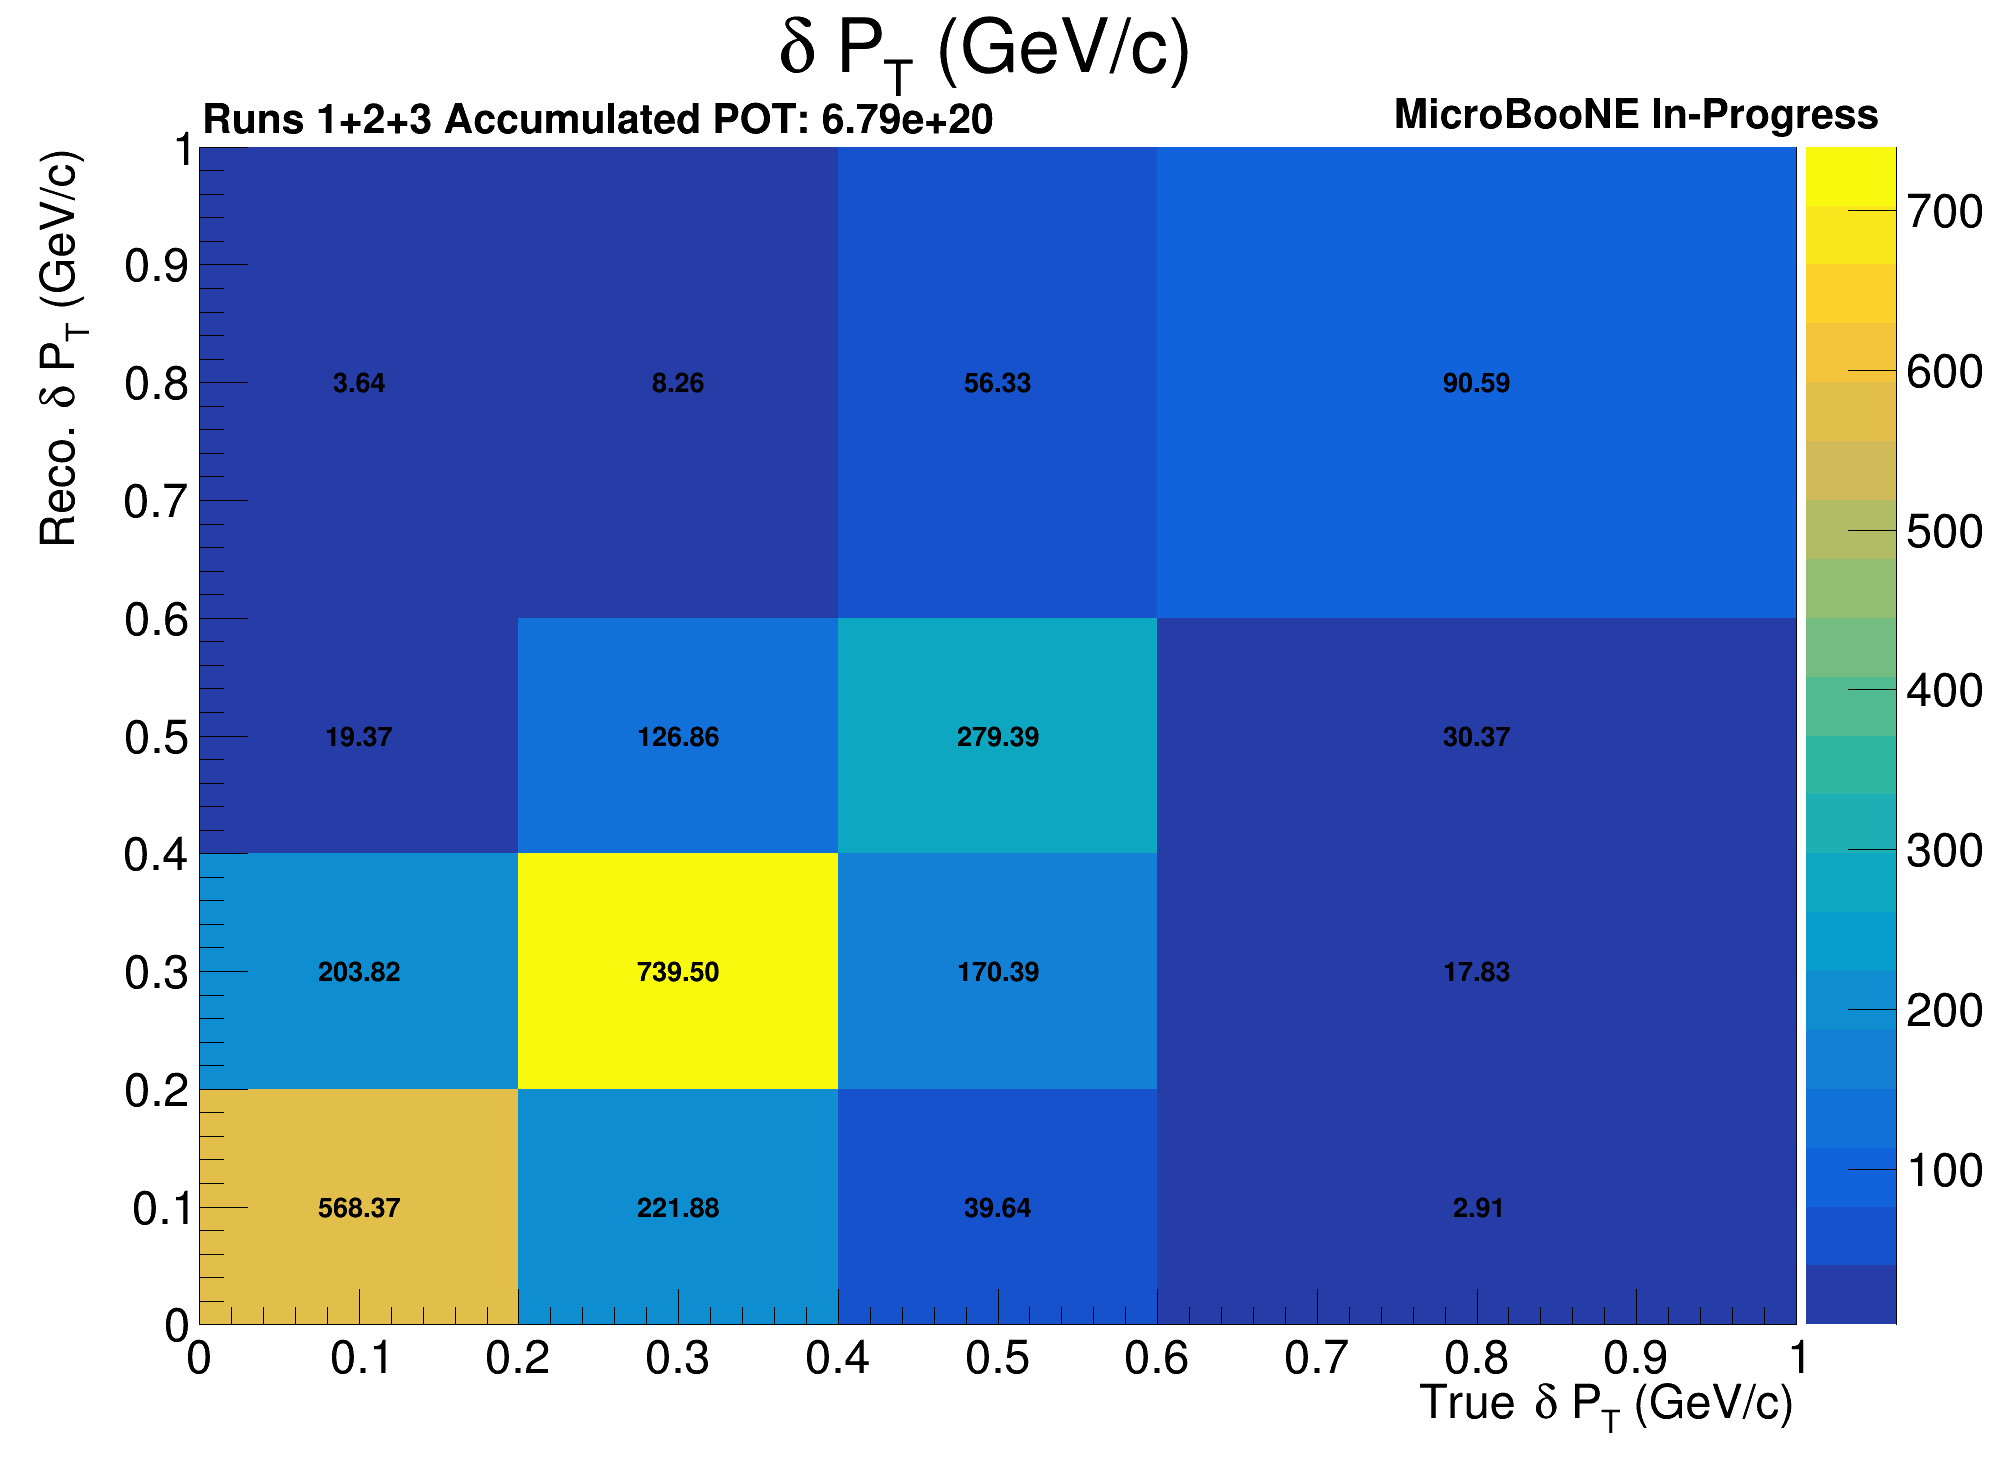 δ P_T (GeV/c)
Runs 1+2+3 Accumulated POT: 6.79e+20
MicroBooNE In-Progress
Reco. δ P_T (GeV/c)
1
0.9
0.8
0.7
0.6
0.5
0.4
0.3
0.2
0.1
0
3.64 8.26 56.33 90.59
19.37 126.86 279.39 30.37
203.82 739.50 170.39 17.83
568.37 221.88 39.64 2.91
700
600
500
400
300
200
100
0 0.1 0.2 0.3 0.4 0.5 0.6 0.7 0.8 0.9 1
True δ P_T (GeV/c)